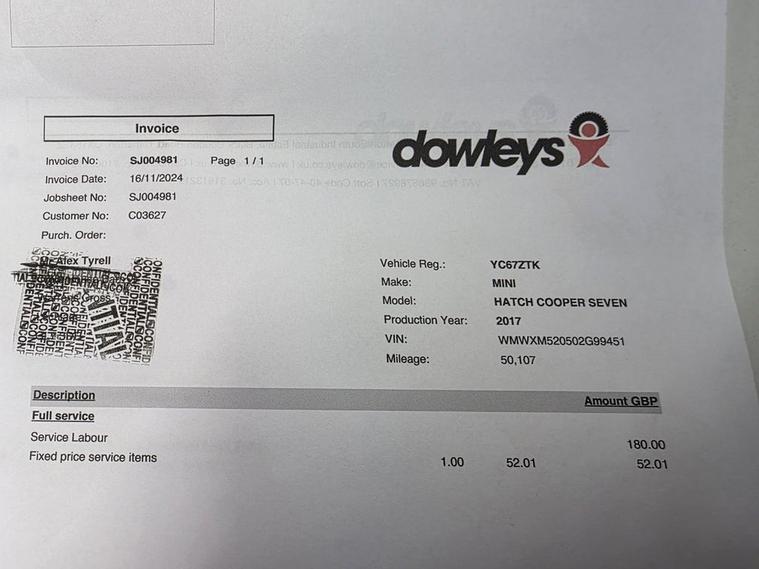 Invoice
dowleys
Invoice No: SJ004981 Page 1 / 1
Invoice Date: 16/11/2024
Jobsheet No: SJ004981
Customer No: C03627
Purch. Order:
Alex Tyrell
CONFIDENTIAL
Vehicle Reg.: YC67ZTK
Make: MINI
Model: HATCH COOPER SEVEN
Production Year: 2017
VIN: WMWXM520502G99451
Mileage: 50,107
Description Amount GBP
Full service
Service Labour 180.00
Fixed price service items 1.00 52.01 52.01